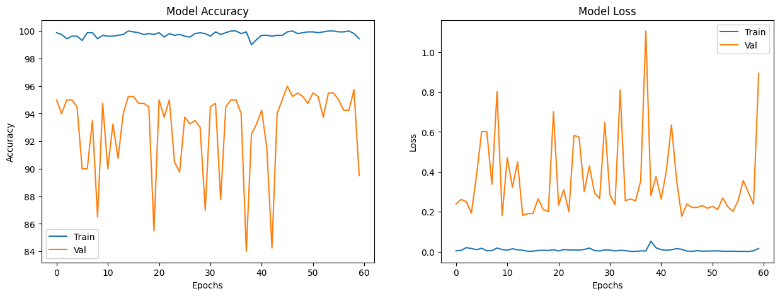 Model Accuracy
100
98
96
94
92
90
88
86
84
Accuracy
Train
Val
0
10
20
30
40
50
60
Epochs
Model Loss
1.0
0.8
0.6
0.4
0.2
0.0
Loss
Train
Val
0
10
20
30
40
50
60
Epochs